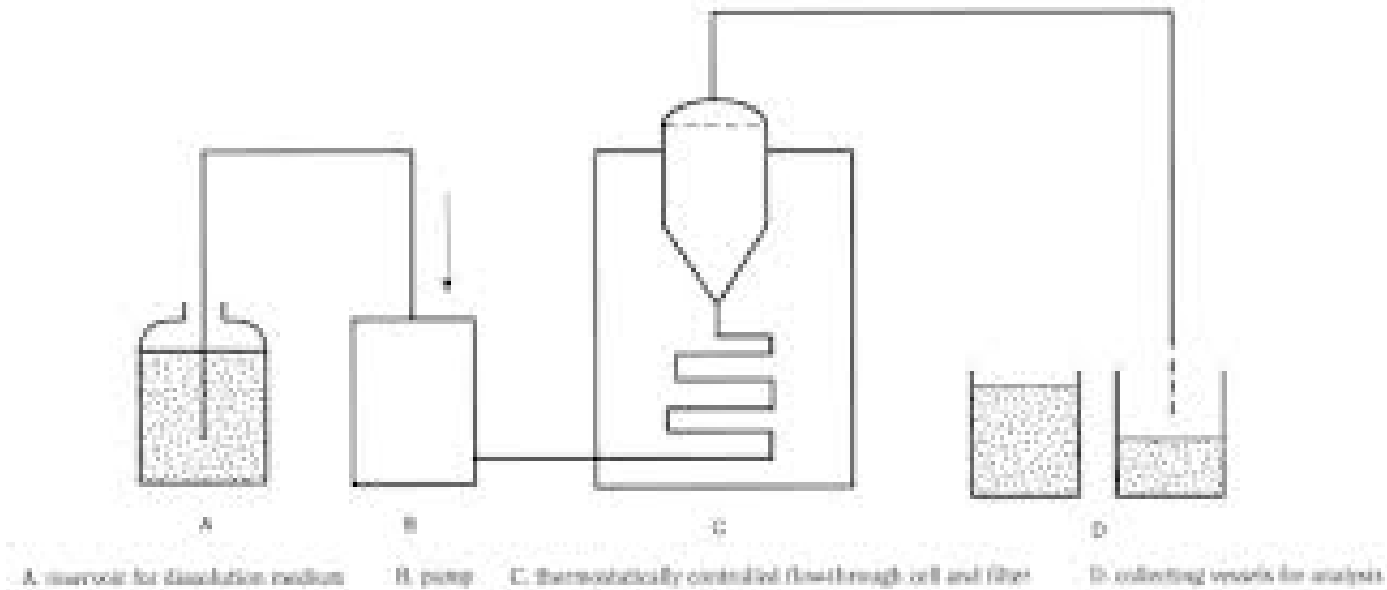 A B C D
A. reservoir for dissolution medium B. pump C. thermostatically controlled flow-through cell and filter D. collecting vessels for analysis